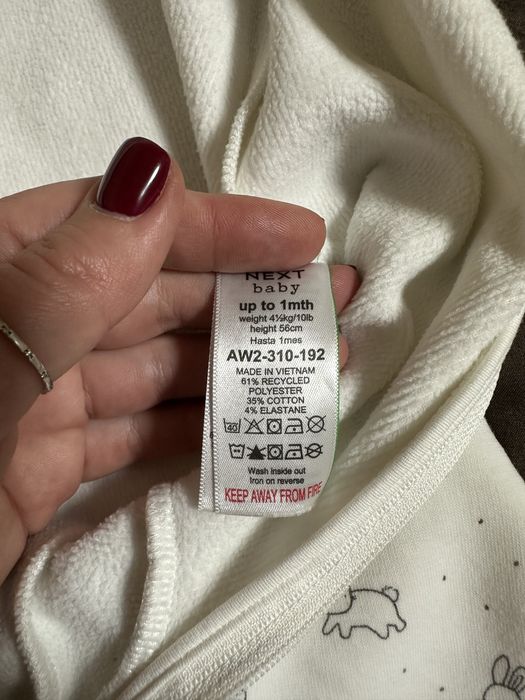 NEXT
baby
up to 1mth
weight 4½kg/10lb
height 56cm
Hasta 1mes
AW2-310-192
MADE IN VIETNAM
61% RECYCLED
POLYESTER
35% COTTON
4% ELASTANE
40
Wash inside out
Iron on reverse
KEEP AWAY FROM FIRE